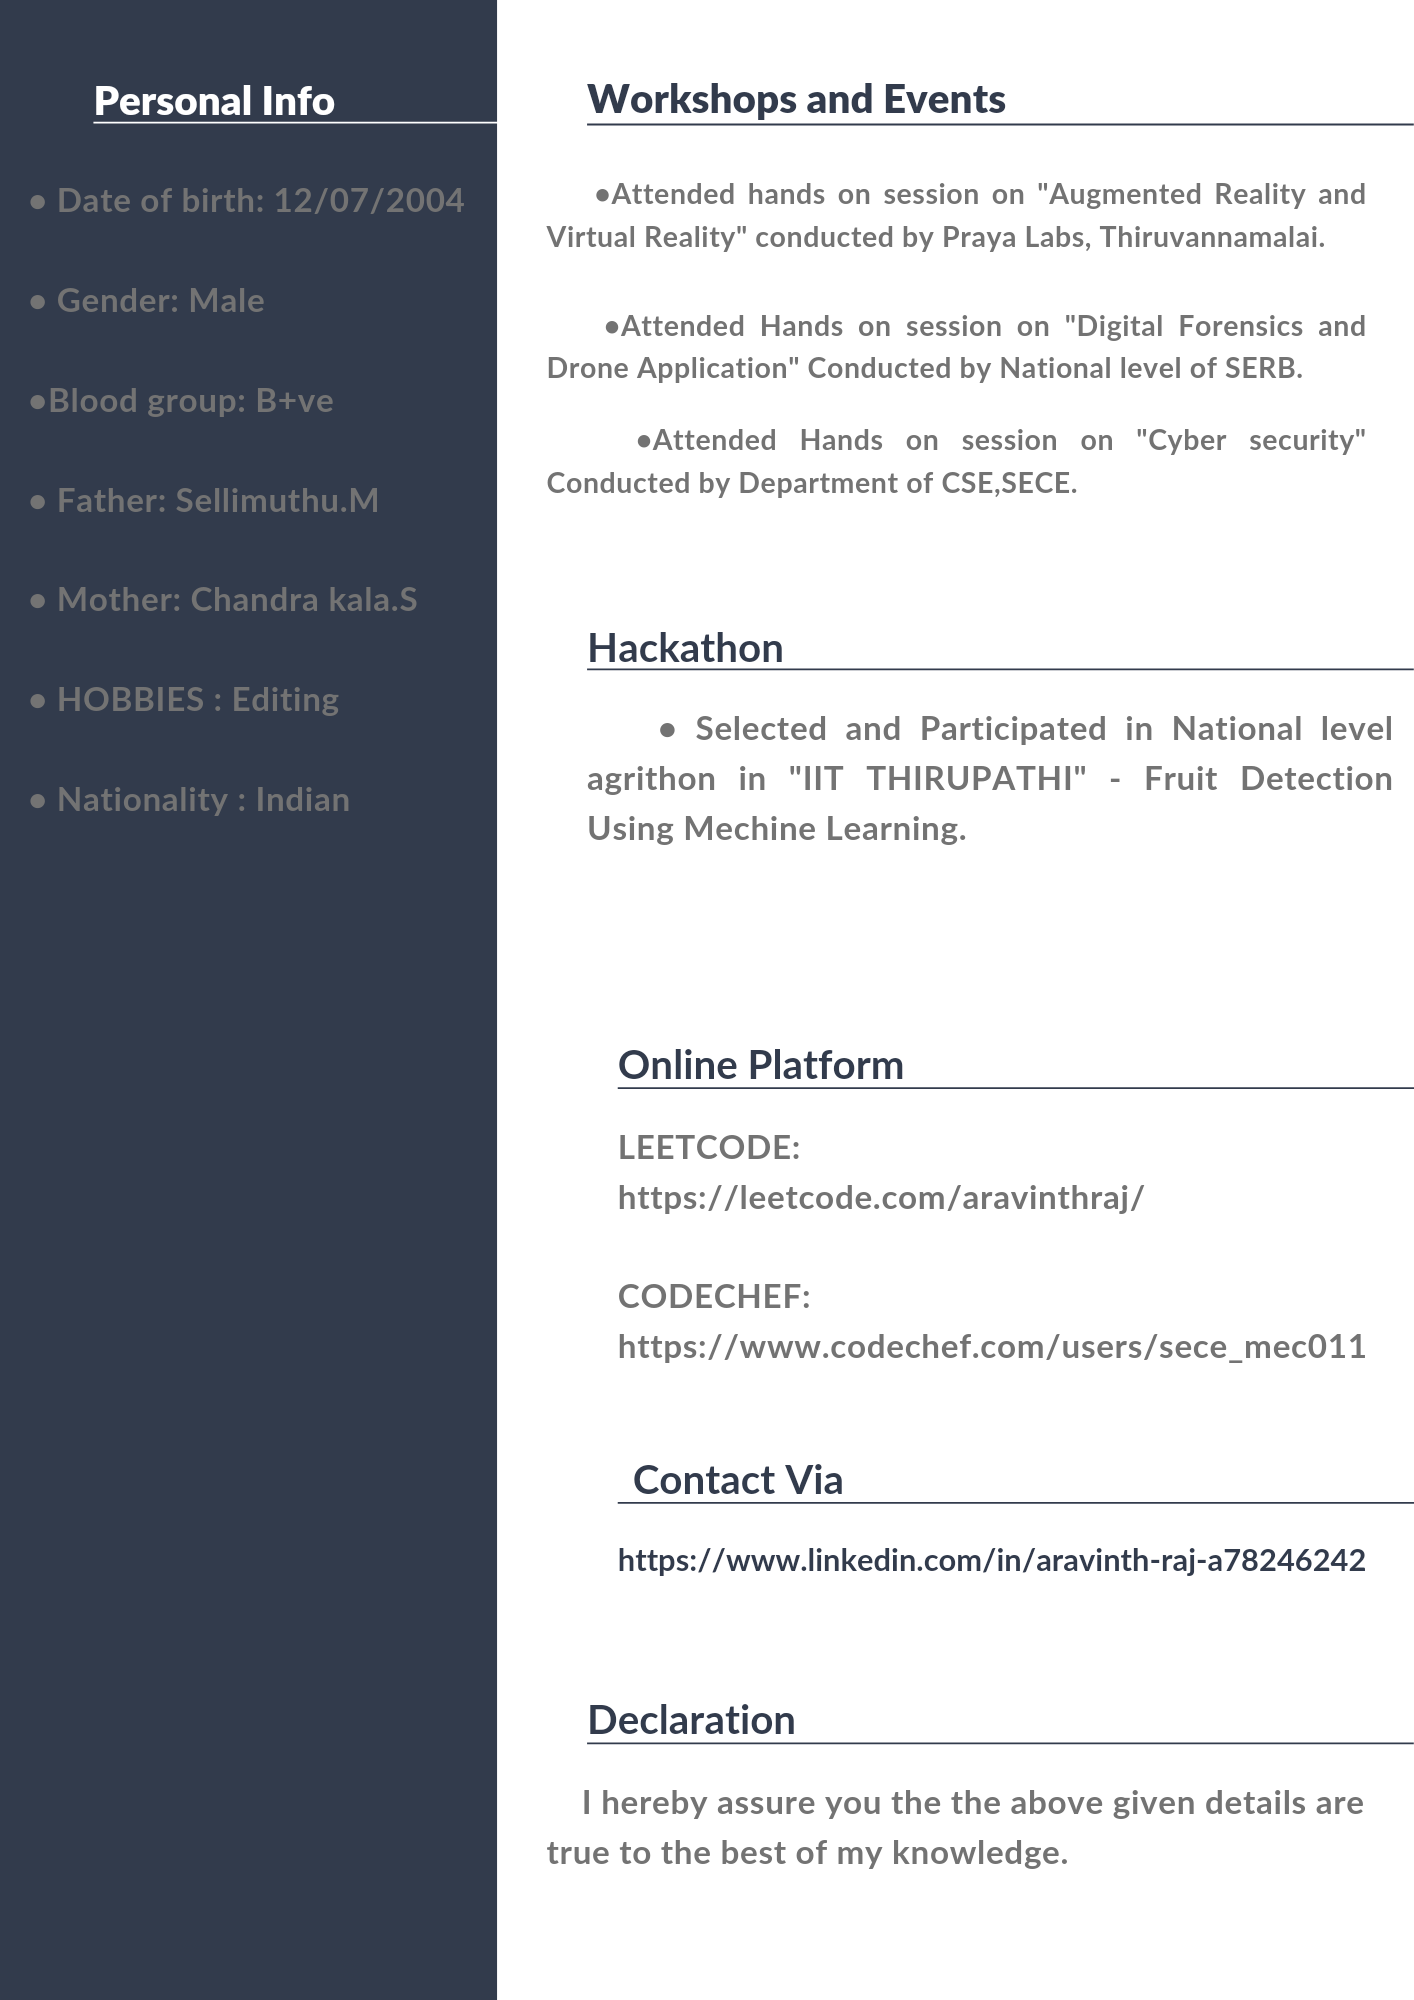 Personal Info
● Date of birth: 12/07/2004
● Gender: Male
●Blood group: B+ve
● Father: Sellimuthu.M
● Mother: Chandra kala.S
● HOBBIES : Editing
● Nationality : Indian
Workshops and Events
●Attended hands on session on "Augmented Reality and
Virtual Reality" conducted by Praya Labs, Thiruvannamalai.
●Attended Hands on session on "Digital Forensics and
Drone Application" Conducted by National level of SERB.
●Attended Hands on session on "Cyber security"
Conducted by Department of CSE,SECE.
Hackathon
● Selected and Participated in National level
agrithon in "IIT THIRUPATHI" - Fruit Detection
Using Mechine Learning.
Online Platform
LEETCODE:
https://leetcode.com/aravinthraj/
CODECHEF:
https://www.codechef.com/users/sece_mec011
Contact Via
https://www.linkedin.com/in/aravinth-raj-a78246242
Declaration
I hereby assure you the the above given details are
true to the best of my knowledge.